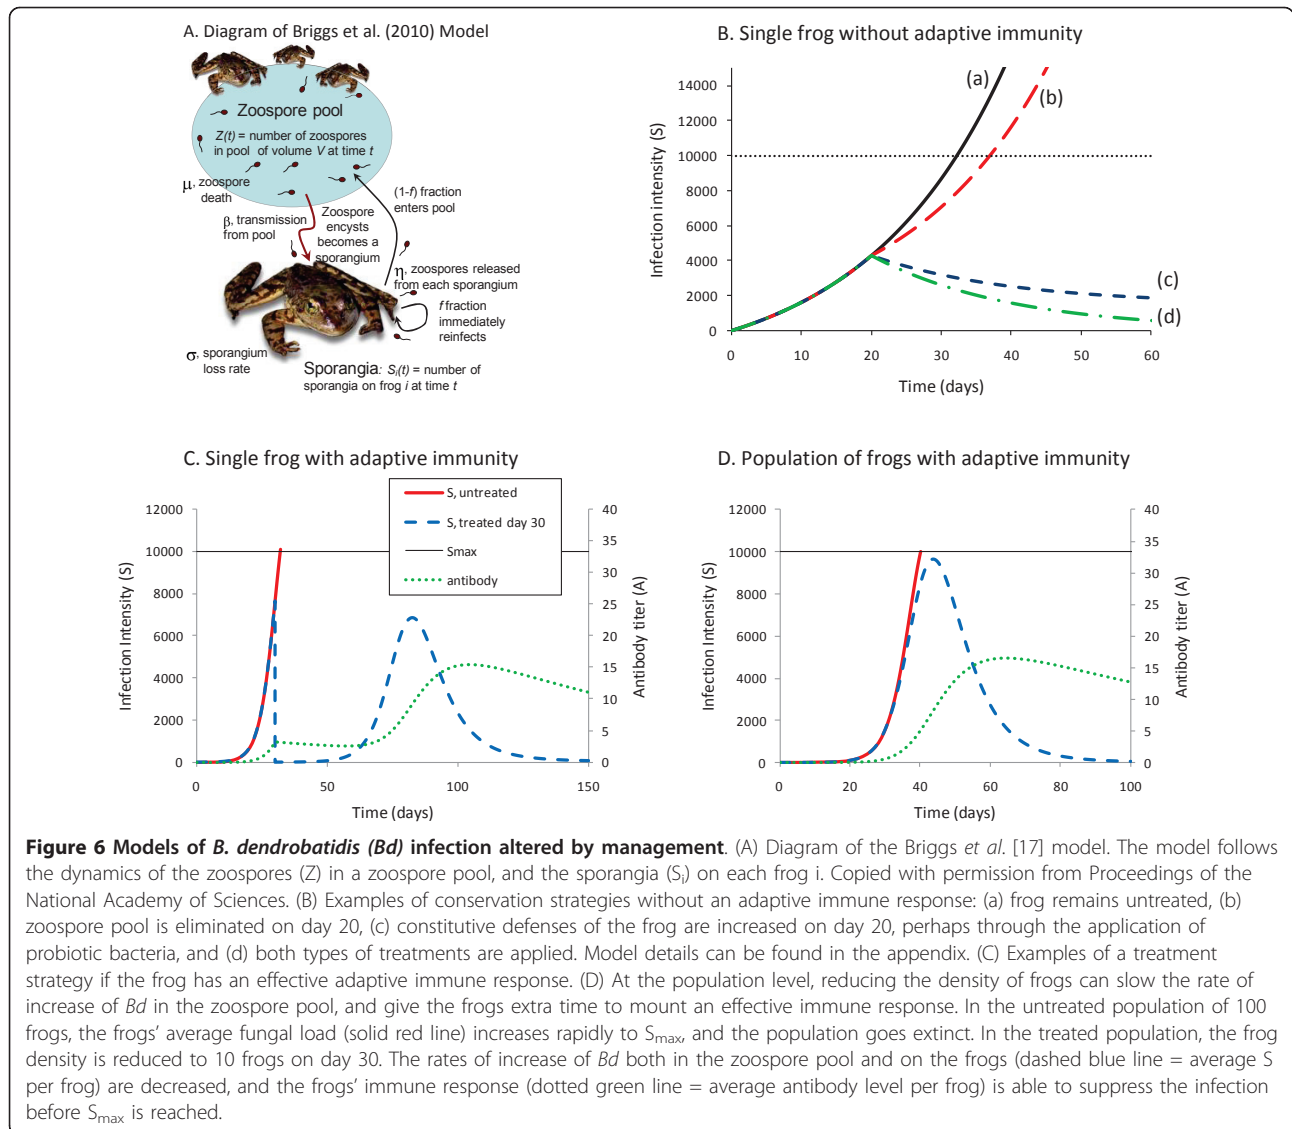 A. Diagram of Briggs et al. (2010) Model
Zoospore pool
Z(t) = number of zoospores
in pool of volume V at time t
μ, zoospore
death
β, transmission
from pool
Zoospore
encysts
becomes a
sporangium
(1-f) fraction
enters pool
η, zoospores released
from each sporangium
f fraction
immediately
reinfects
σ, sporangium
loss rate
Sporangia: Si(t) = number of
sporangia on frog i at time t
B. Single frog without adaptive immunity
Infection intensity (S)
14000
12000
10000
8000
6000
4000
2000
0
(a)
(b)
(c)
(d)
0 10 20 30 40 50 60
Time (days)
C. Single frog with adaptive immunity
S, untreated
S, treated day 30
Smax
antibody
Infection Intensity (S)
12000
10000
8000
6000
4000
2000
0
40
35
30
25
20
15
10
5
0
Antibody titer (A)
0 50 100 150
Time (days)
D. Population of frogs with adaptive immunity
Infection Intensity (S)
12000
10000
8000
6000
4000
2000
0
40
35
30
25
20
15
10
5
0
Antibody titer (A)
0 20 40 60 80 100
Time (days)
Figure 6 Models of B. dendrobatidis (Bd) infection altered by management. (A) Diagram of the Briggs et al. [17] model. The model follows
the dynamics of the zoospores (Z) in a zoospore pool, and the sporangia (Si) on each frog i. Copied with permission from Proceedings of the
National Academy of Sciences. (B) Examples of conservation strategies without an adaptive immune response: (a) frog remains untreated, (b)
zoospore pool is eliminated on day 20, (c) constitutive defenses of the frog are increased on day 20, perhaps through the application of
probiotic bacteria, and (d) both types of treatments are applied. Model details can be found in the appendix. (C) Examples of a treatment
strategy if the frog has an effective adaptive immune response. (D) At the population level, reducing the density of frogs can slow the rate of
increase of Bd in the zoospore pool, and give the frogs extra time to mount an effective immune response. In the untreated population of 100
frogs, the frogs' average fungal load (solid red line) increases rapidly to Smax, and the population goes extinct. In the treated population, the frog
density is reduced to 10 frogs on day 30. The rates of increase of Bd both in the zoospore pool and on the frogs (dashed blue line = average S
per frog) are decreased, and the frogs' immune response (dotted green line = average antibody level per frog) is able to suppress the infection
before Smax is reached.